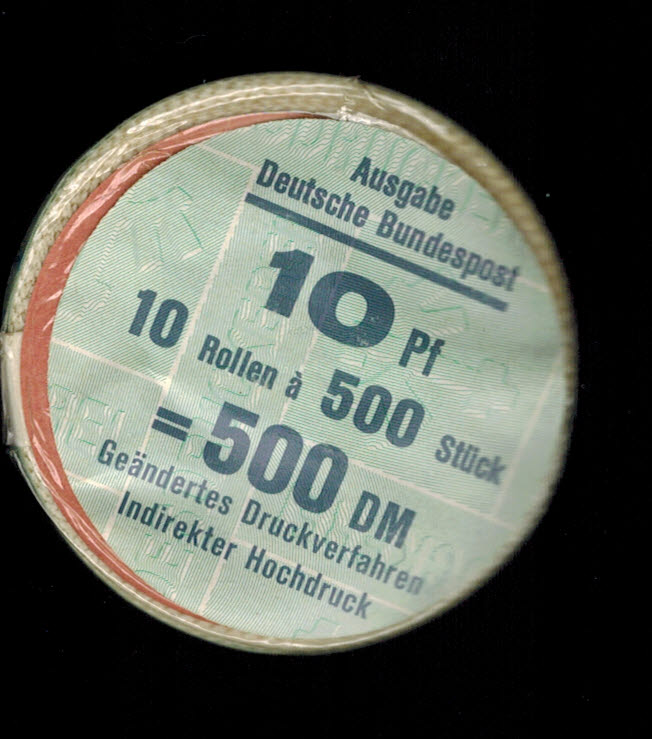 Ausgabe
Deutsche Bundespost
10 Pf
10 Rollen à 500 Stück
= 500 DM
Geändertes Druckverfahren
Indirekter Hochdruck